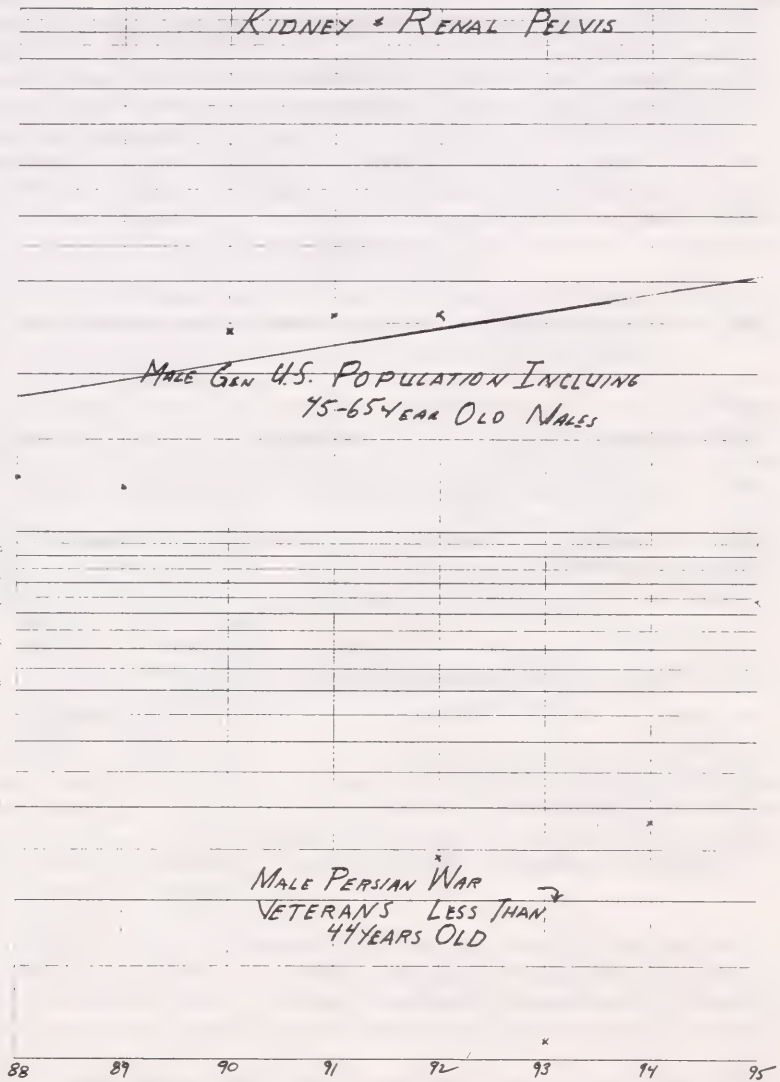 KIDNEY & RENAL PELVIS
MALE GEN U.S. POPULATION INCLUING
45-65 YEAR OLD MALES
MALE PERSIAN WAR
VETERANS LESS THAN
44 YEARS OLD
88 89 90 91 92 93 94 95